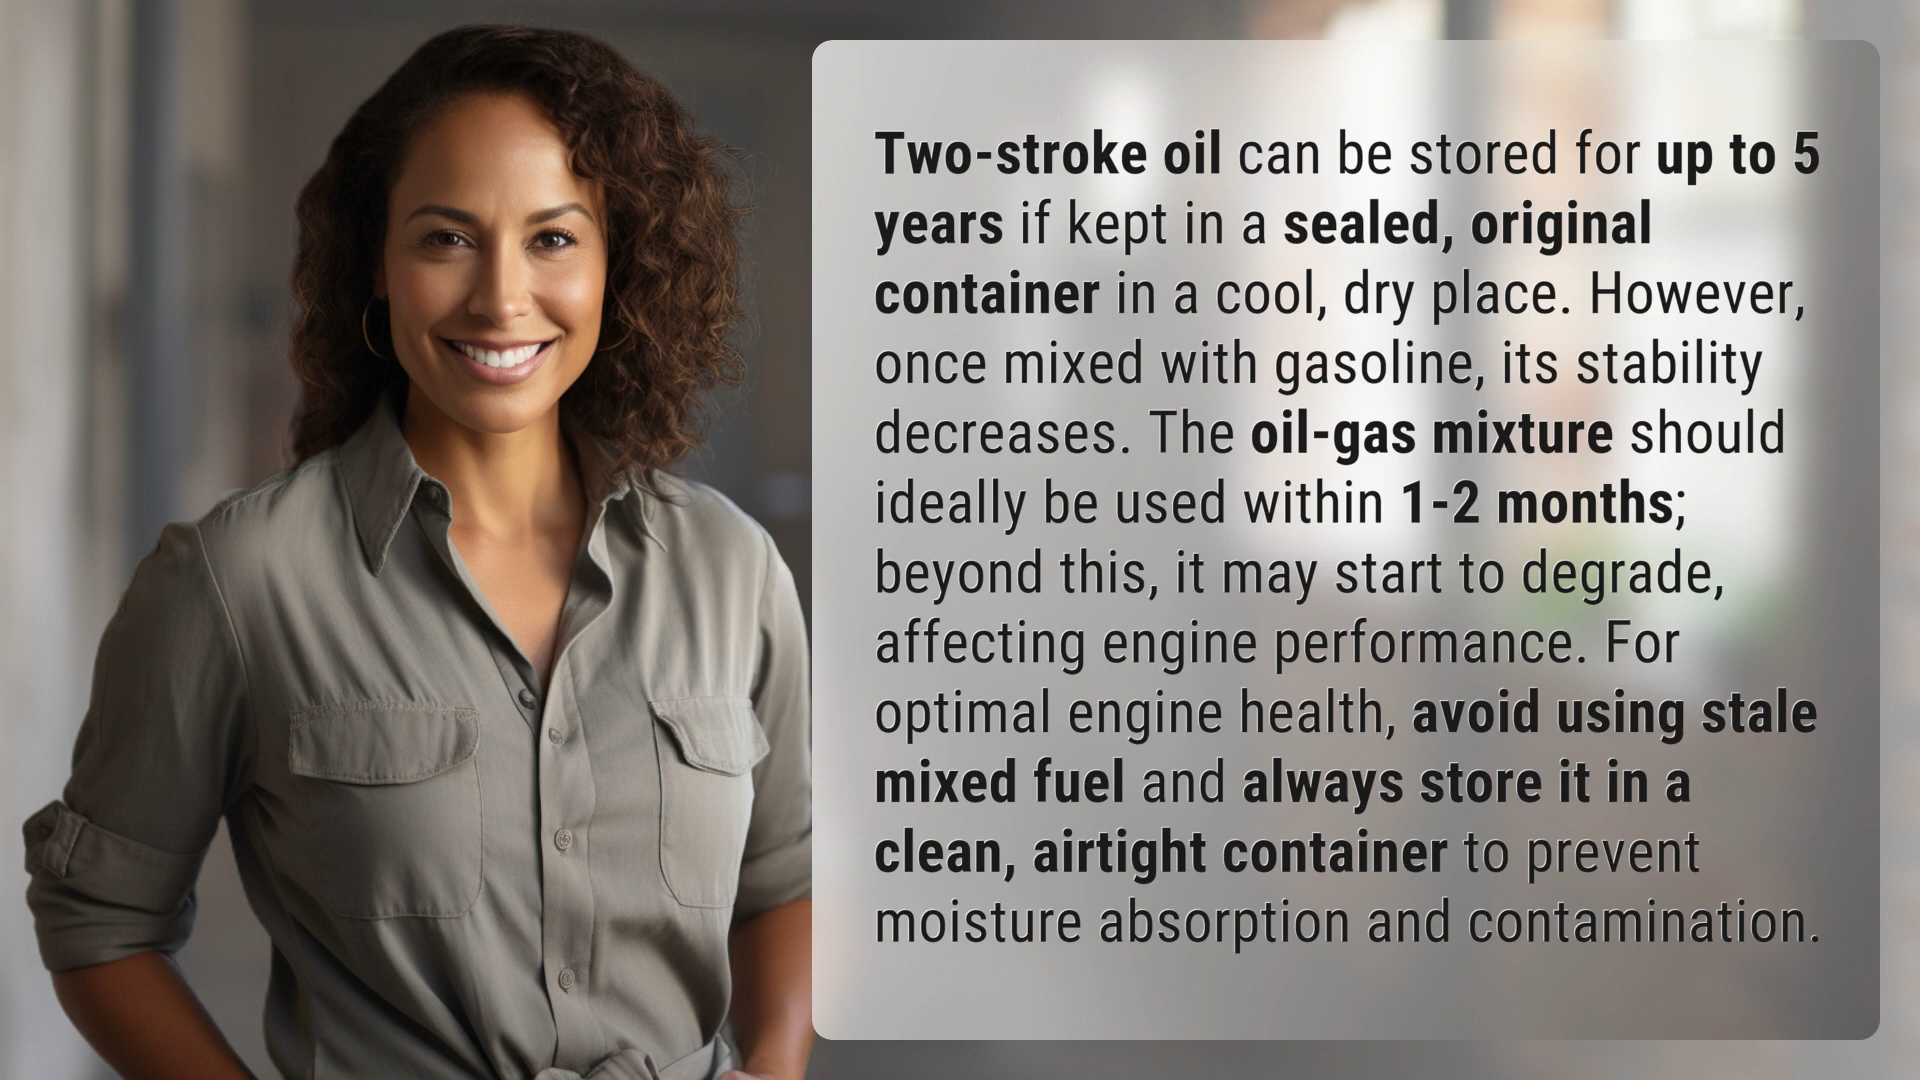 Two-stroke oil can be stored for up to 5
years if kept in a sealed, original
container in a cool, dry place. However,
once mixed with gasoline, its stability
decreases. The oil-gas mixture should
ideally be used within 1-2 months;
beyond this, it may start to degrade,
affecting engine performance. For
optimal engine health, avoid using stale
mixed fuel and always store it in a
clean, airtight container to prevent
moisture absorption and contamination.